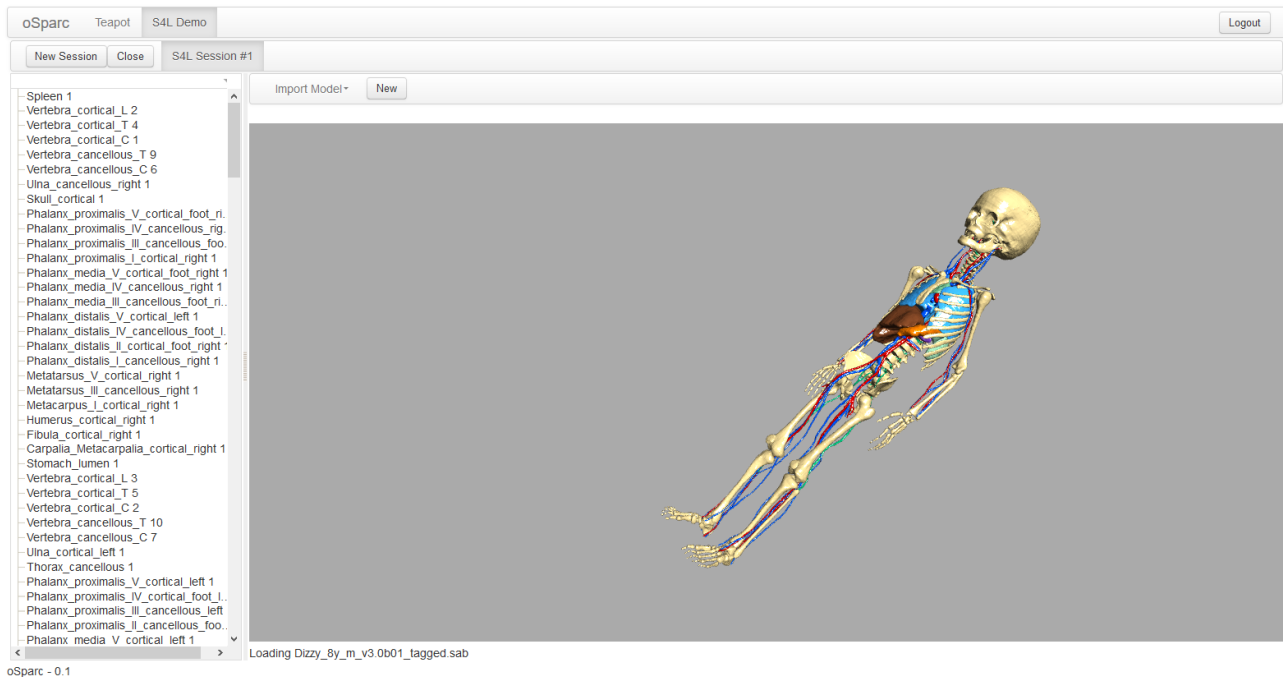 oSparc Teapot S4L Demo Logout
New Session Close S4L Session #1
Import Model New
Spleen 1
Vertebra_cortical_L 2
Vertebra_cortical_T 4
Vertebra_cortical_C 1
Vertebra_cancellous_T 9
Vertebra_cancellous_C 6
Ulna_cancellous_right 1
Skull_cortical 1
Phalanx_proximalis_V_cortical_foot_ri..
Phalanx_proximalis_IV_cancellous_rig..
Phalanx_proximalis_III_cancellous_foo..
Phalanx_proximalis_I_cortical_right 1
Phalanx_media_V_cortical_foot_right 1
Phalanx_media_IV_cancellous_right 1
Phalanx_media_III_cancellous_foot_ri..
Phalanx_distalis_V_cortical_left 1
Phalanx_distalis_IV_cancellous_foot_l..
Phalanx_distalis_II_cortical_foot_right 1
Phalanx_distalis_I_cancellous_right 1
Metatarsus_V_cortical_right 1
Metatarsus_III_cancellous_right 1
Metacarpus_I_cortical_right 1
Humerus_cortical_right 1
Fibula_cortical_right 1
Carpalia_Metacarpalia_cortical_right 1
Stomach_lumen 1
Vertebra_cortical_L 3
Vertebra_cortical_T 5
Vertebra_cortical_C 2
Vertebra_cancellous_T 10
Vertebra_cancellous_C 7
Ulna_cortical_left 1
Thorax_cancellous 1
Phalanx_proximalis_V_cortical_left 1
Phalanx_proximalis_IV_cortical_foot_l..
Phalanx_proximalis_III_cancellous_left
Phalanx_proximalis_II_cancellous_foo..
Phalanx_media_V_cortical_left 1
Loading Dizzy_8y_m_v3.0b01_tagged.sab
oSparc - 0.1